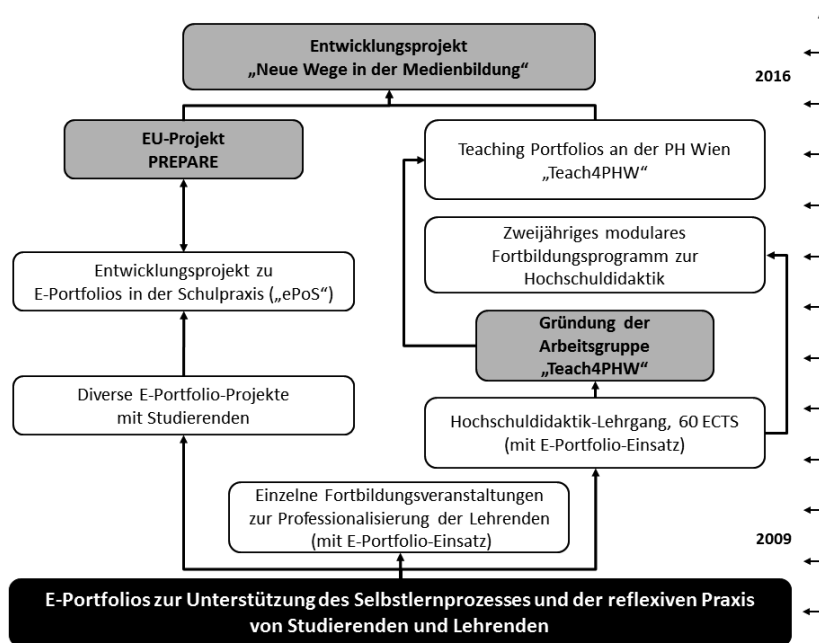 Entwicklungsprojekt
„Neue Wege in der Medienbildung“
2016
EU-Projekt
PREPARE
Teaching Portfolios an der PH Wien
„Teach4PHW“
Zweijähriges modulares
Fortbildungsprogramm zur
Hochschuldidaktik
Entwicklungsprojekt zu
E-Portfolios in der Schulpraxis („ePoS“)
Gründung der
Arbeitsgruppe
„Teach4PHW“
Diverse E-Portfolio-Projekte
mit Studierenden
Hochschuldidaktik-Lehrgang, 60 ECTS
(mit E-Portfolio-Einsatz)
Einzelne Fortbildungsveranstaltungen
zur Professionalisierung der Lehrenden
(mit E-Portfolio-Einsatz)
2009
E-Portfolios zur Unterstützung des Selbstlernprozesses und der reflexiven Praxis
von Studierenden und Lehrenden